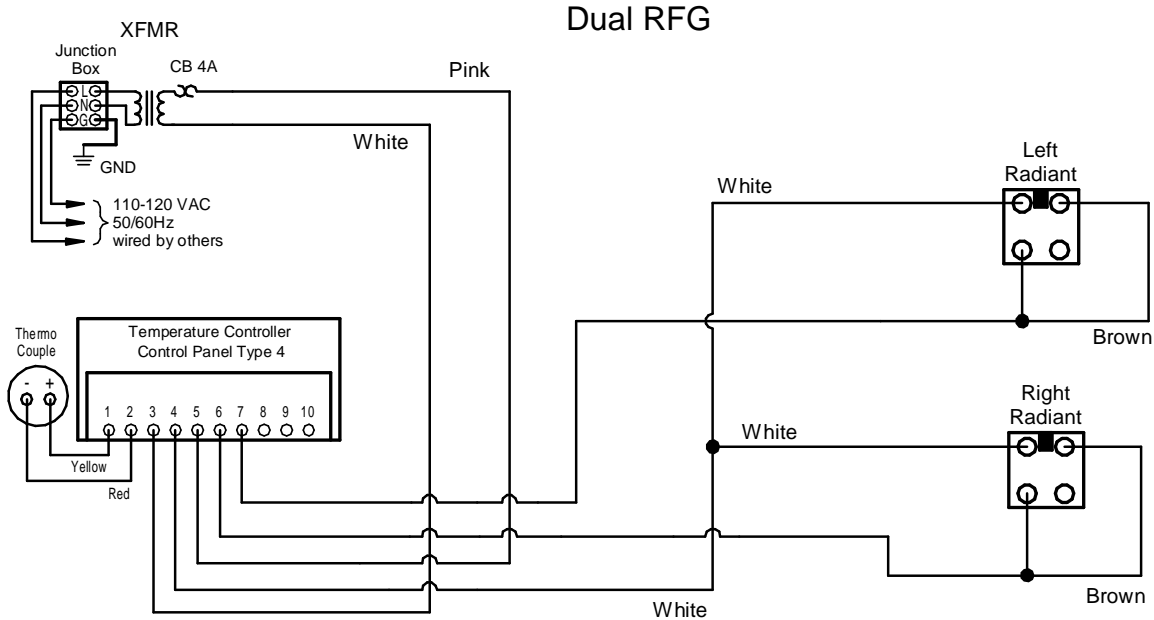 Dual RFG
XFMR
Junction
Box
CB 4A
Pink
L
N
G
White
GND
110-120 VAC
50/60Hz
wired by others
Left
Radiant
White
Brown
Thermo
Couple
- +
Temperature Controller
Control Panel Type 4
1 2 3 4 5 6 7 8 9 10
Yellow
Red
Right
Radiant
White
Brown
White